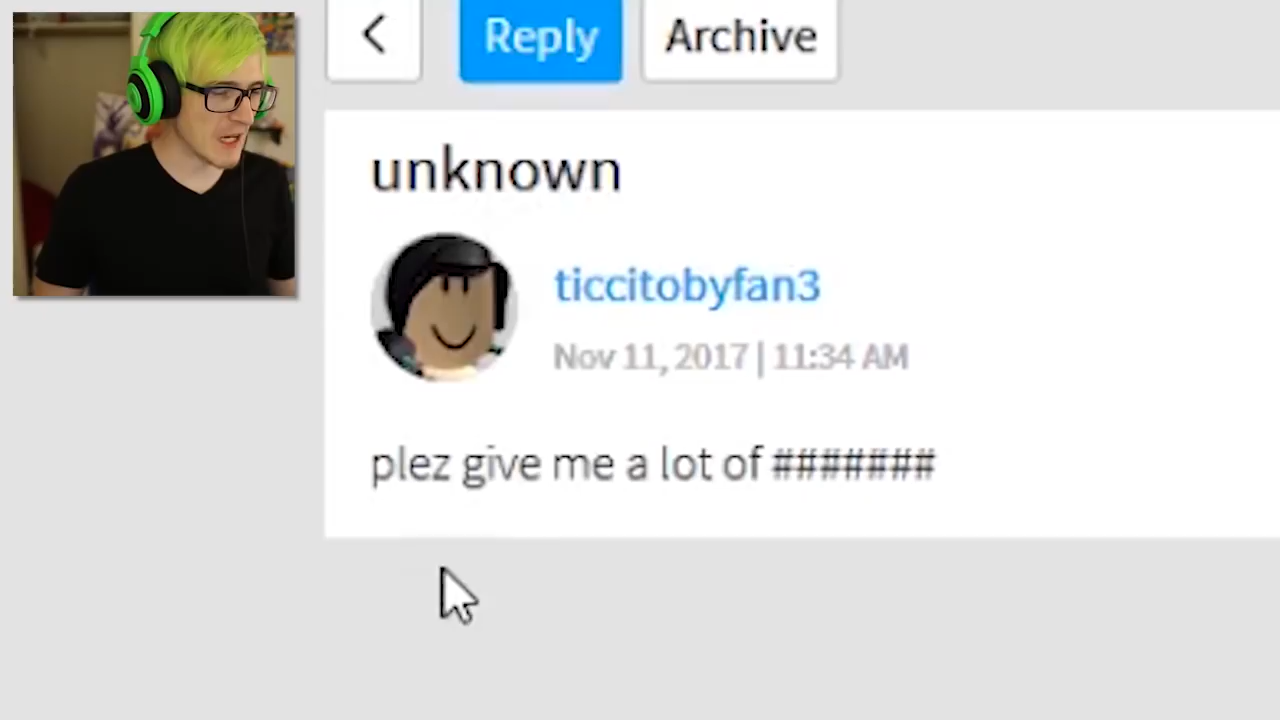 Reply Archive
unknown
ticcitobyfan3
Nov 11, 2017 | 11:34 AM
plez give me a lot of #######